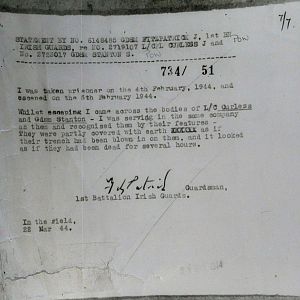 7/7.
STATEMENT BY NO. 6145485 GDSM FITZPATRICK J, 1st BN
IRISH GUARDS, re NO. 2719107 L/CPL CURLESS J and POW
NO. GDSM STANTON S. POW
734/ 51
I was taken prisoner on the 4th February, 1944, and
escaped on the 5th February 1944.
Whilst escaping I came across the bodies of L/C Curless
and Gdsm Stanton - I was serving in the same company
as them and recognised them by their features -
They were partly covered with earth as if
their trench had been blown in on them, and it looked
as if they had been dead for several hours.
Guardsman,
1st Battalion Irish Guards.
In the Field,
22 Mar 44.